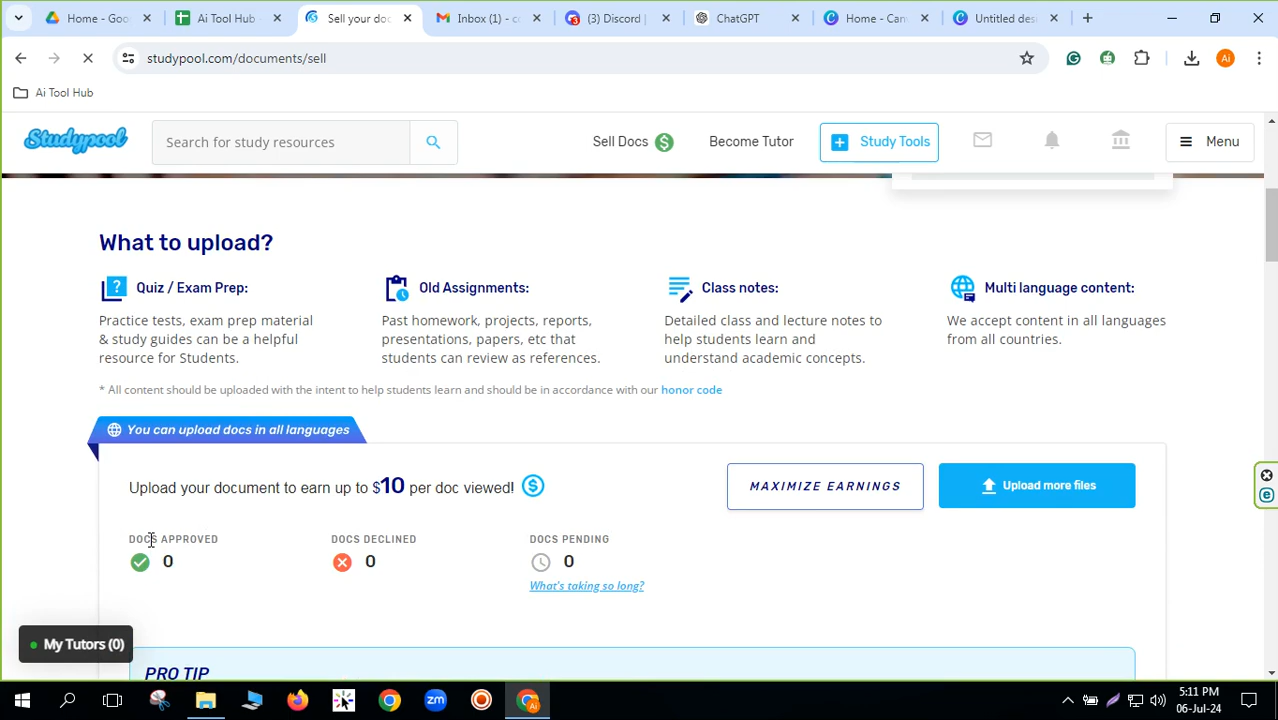 Home - Goo
Ai Tool Hub
Sell your doc
Inbox (1) - c
(3) Discord |
ChatGPT
Home - Can
Untitled des
studypool.com/documents/sell
Ai
Ai Tool Hub
Studypool
Search for study resources
Sell Docs $
Become Tutor
Study Tools
Menu
What to upload?
Quiz / Exam Prep:
Practice tests, exam prep material
& study guides can be a helpful
resource for Students.
Old Assignments:
Past homework, projects, reports,
presentations, papers, etc that
students can review as references.
Class notes:
Detailed class and lecture notes to
help students learn and
understand academic concepts.
Multi language content:
We accept content in all languages
from all countries.
* All content should be uploaded with the intent to help students learn and should be in accordance with our honor code
You can upload docs in all languages
Upload your document to earn up to $10 per doc viewed!
MAXIMIZE EARNINGS
Upload more files
DOCS APPROVED
0
DOCS DECLINED
0
DOCS PENDING
0
What's taking so long?
My Tutors (0)
PRO TIP
zm
Ai
5:11 PM
06-Jul-24